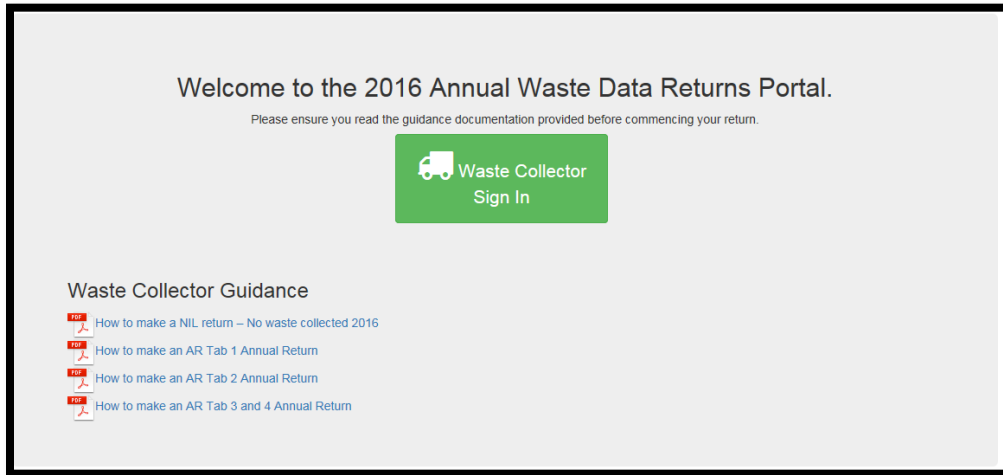 Welcome to the 2016 Annual Waste Data Returns Portal.
Please ensure you read the guidance documentation provided before commencing your return.
Waste Collector
Sign In
Waste Collector Guidance
PDF
How to make a NIL return – No waste collected 2016
PDF
How to make an AR Tab 1 Annual Return
PDF
How to make an AR Tab 2 Annual Return
PDF
How to make an AR Tab 3 and 4 Annual Return